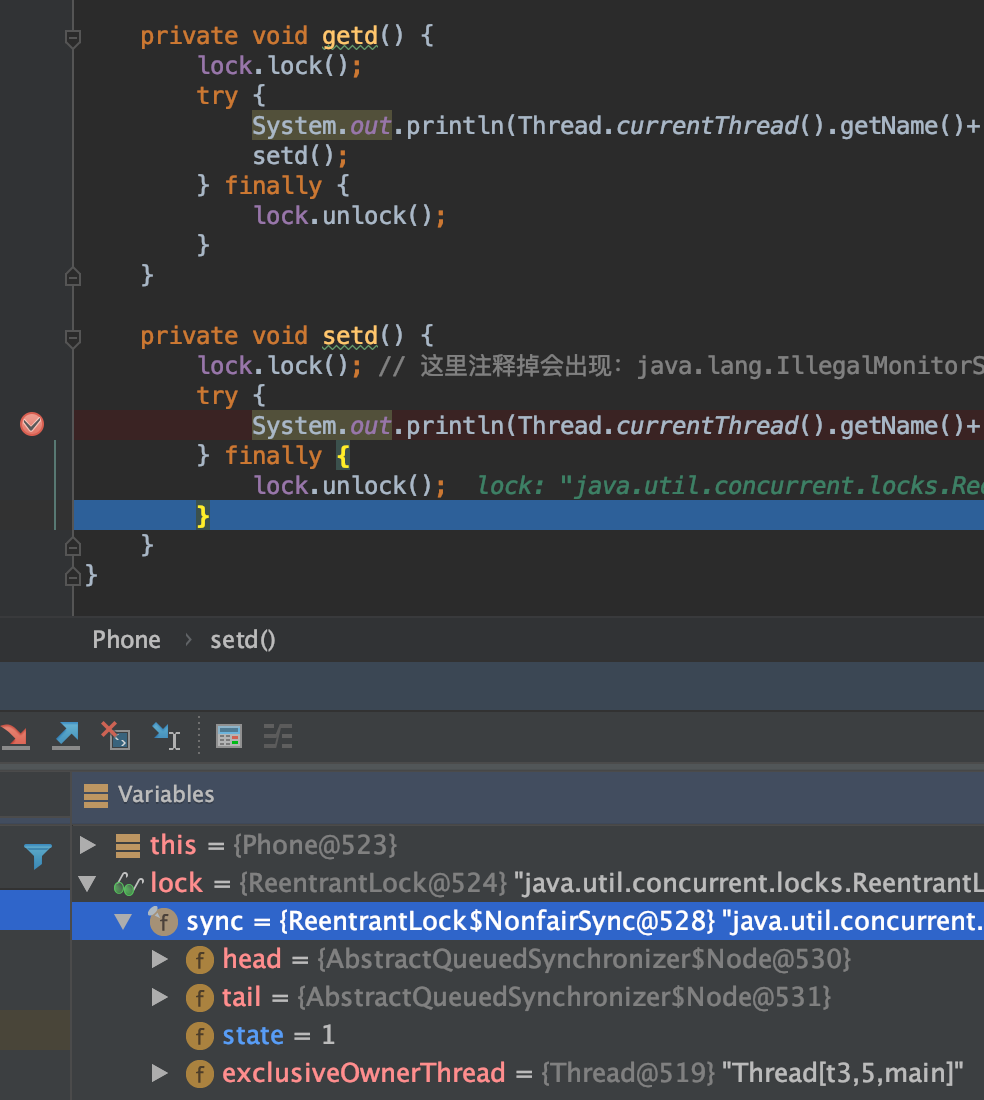 private void getd() {
lock.lock();
try {
System.out.println(Thread.currentThread().getName()+
setd();
} finally {
lock.unlock();
}
}
private void setd() {
lock.lock(); // 这里注释掉会出现：java.lang.IllegalMonitorS
try {
System.out.println(Thread.currentThread().getName()+
} finally {
lock.unlock(); lock: "java.util.concurrent.locks.Ree
}
}
}
Phone › setd()
Variables
this = {Phone@523}
lock = {ReentrantLock@524} "java.util.concurrent.locks.ReentrantL
sync = {ReentrantLock$NonfairSync@528} "java.util.concurrent.
head = {AbstractQueuedSynchronizer$Node@530}
tail = {AbstractQueuedSynchronizer$Node@531}
state = 1
exclusiveOwnerThread = {Thread@519} "Thread[t3,5,main]"